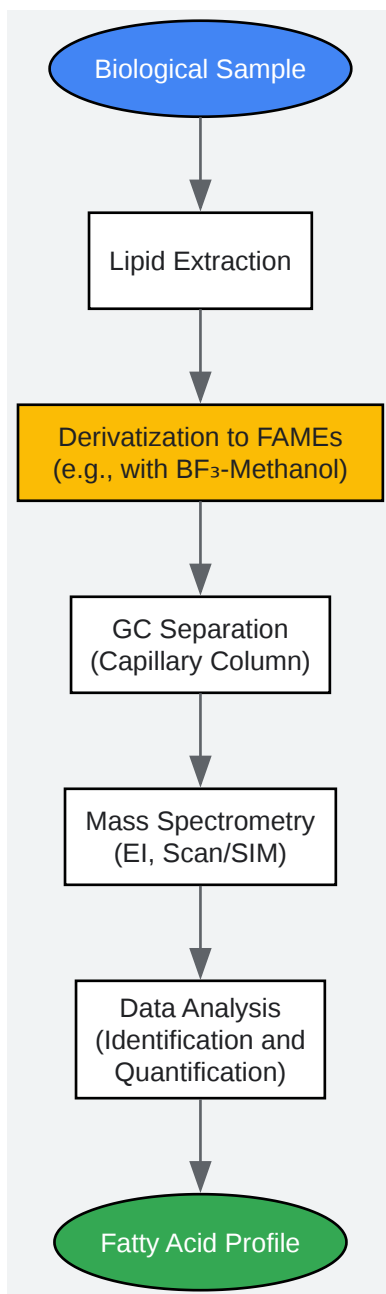 Biological Sample
Lipid Extraction
Derivatization to FAMEs
(e.g., with BF₃-Methanol)
GC Separation
(Capillary Column)
Mass Spectrometry
(EI, Scan/SIM)
Data Analysis
(Identification and
Quantification)
Fatty Acid Profile